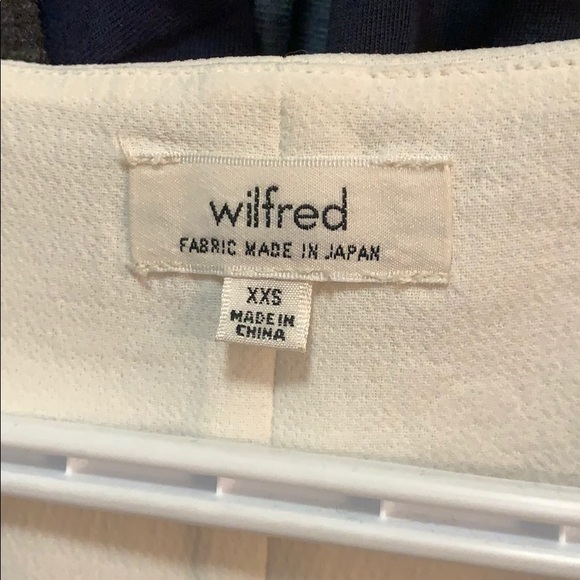 wilfred
FABRIC MADE IN JAPAN
XXS
MADE IN
CHINA